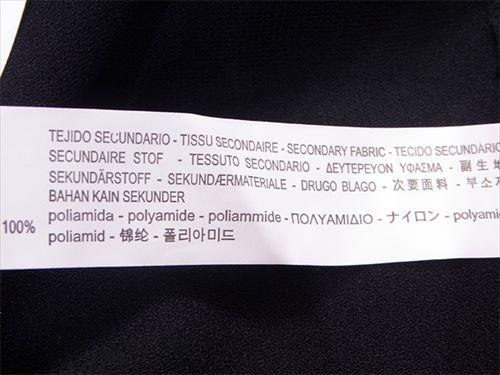 TEJIDO SECUNDARIO - TISSU SECONDAIRE - SECONDARY FABRIC - TECIDO SECUNDÁRIO
SECUNDAIRE STOF - TESSUTO SECONDARIO - ΔΕΥΤΕΡΕΥΟΝ ΥΦΑΣΜΑ - 副生地
SEKUNDÄRSTOFF - SEKUNDÆRMATERIALE - DRUGO BLAGO - 次要面料 - 부소재
BAHAN KAIN SEKUNDER
100% poliamida - polyamide - poliammide - ΠΟΛΥΑΜΙΔΙΟ - ナイロン - polyamid
poliamid - 锦纶 - 폴리아미드